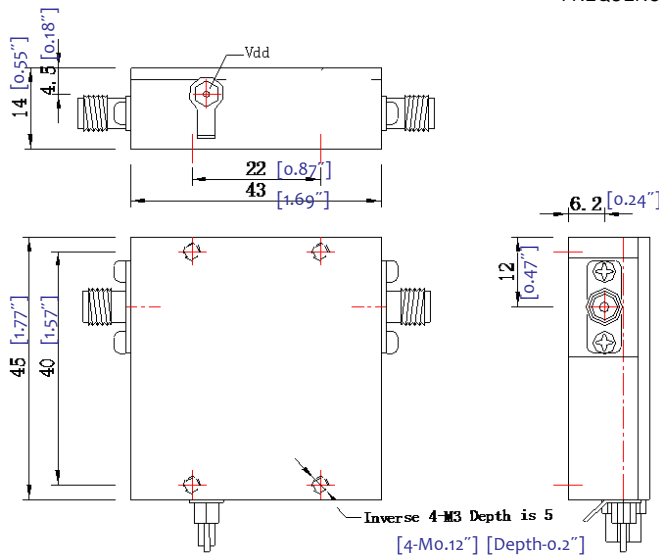 Vdd
4.5 [0.18"]
14 [0.55"]
22 [0.87"]
43 [1.69"]
6.2 [0.24"]
12 [0.47"]
45 [1.77"]
40 [1.57"]
Inverse 4-M3 Depth is 5
[4-M0.12"] [Depth-0.2"]